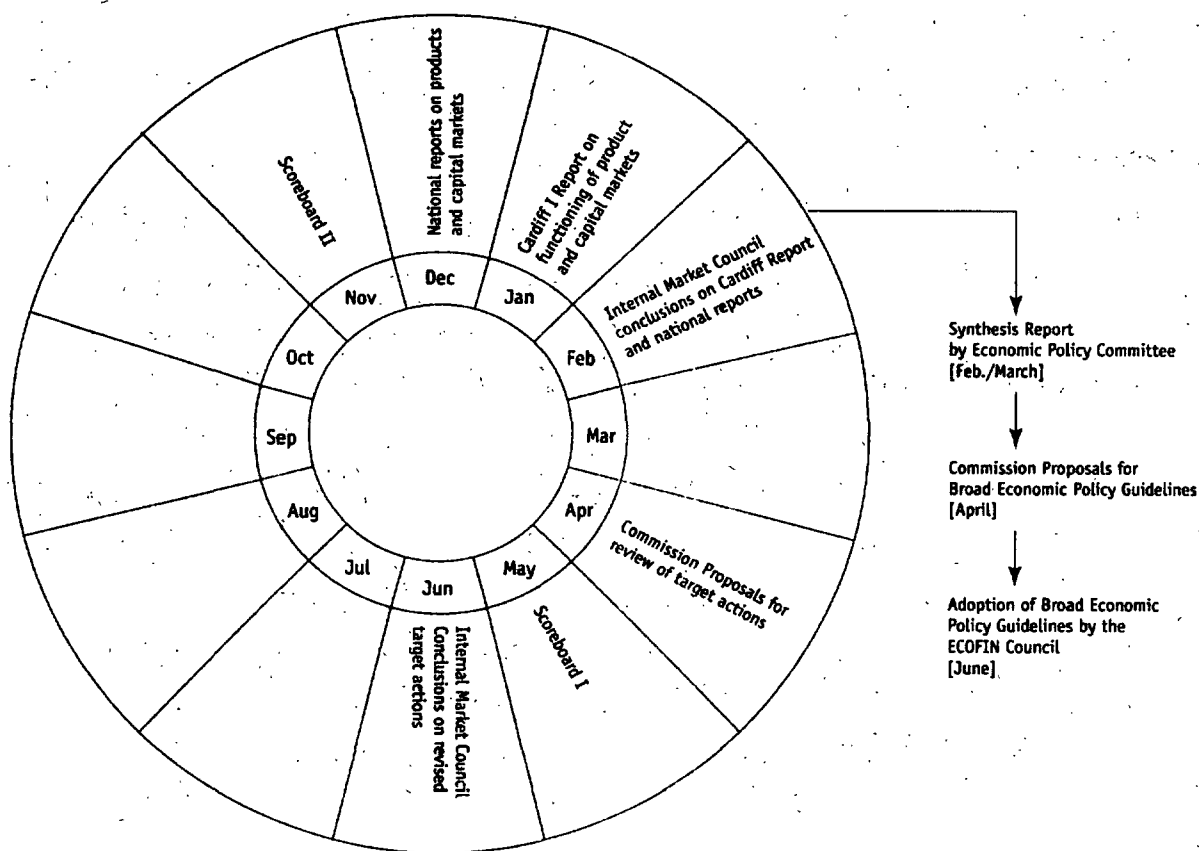 National reports on products
and capital markets
Dec
Cardiff I Report on
functioning of product
and capital markets
Jan
Internal Market Council
conclusions on Cardiff Report
and national reports
Feb
Mar
Commission Proposals for
review of target actions
Apr
Scoreboard I
May
Internal Market Council
Conclusions on revised
target actions
Jun
Jul
Aug
Sep
Oct
Scoreboard II
Nov
Synthesis Report
by Economic Policy Committee
[Feb./March]
Commission Proposals for
Broad Economic Policy Guidelines
[April]
Adoption of Broad Economic
Policy Guidelines by the
ECOFIN Council
[June]